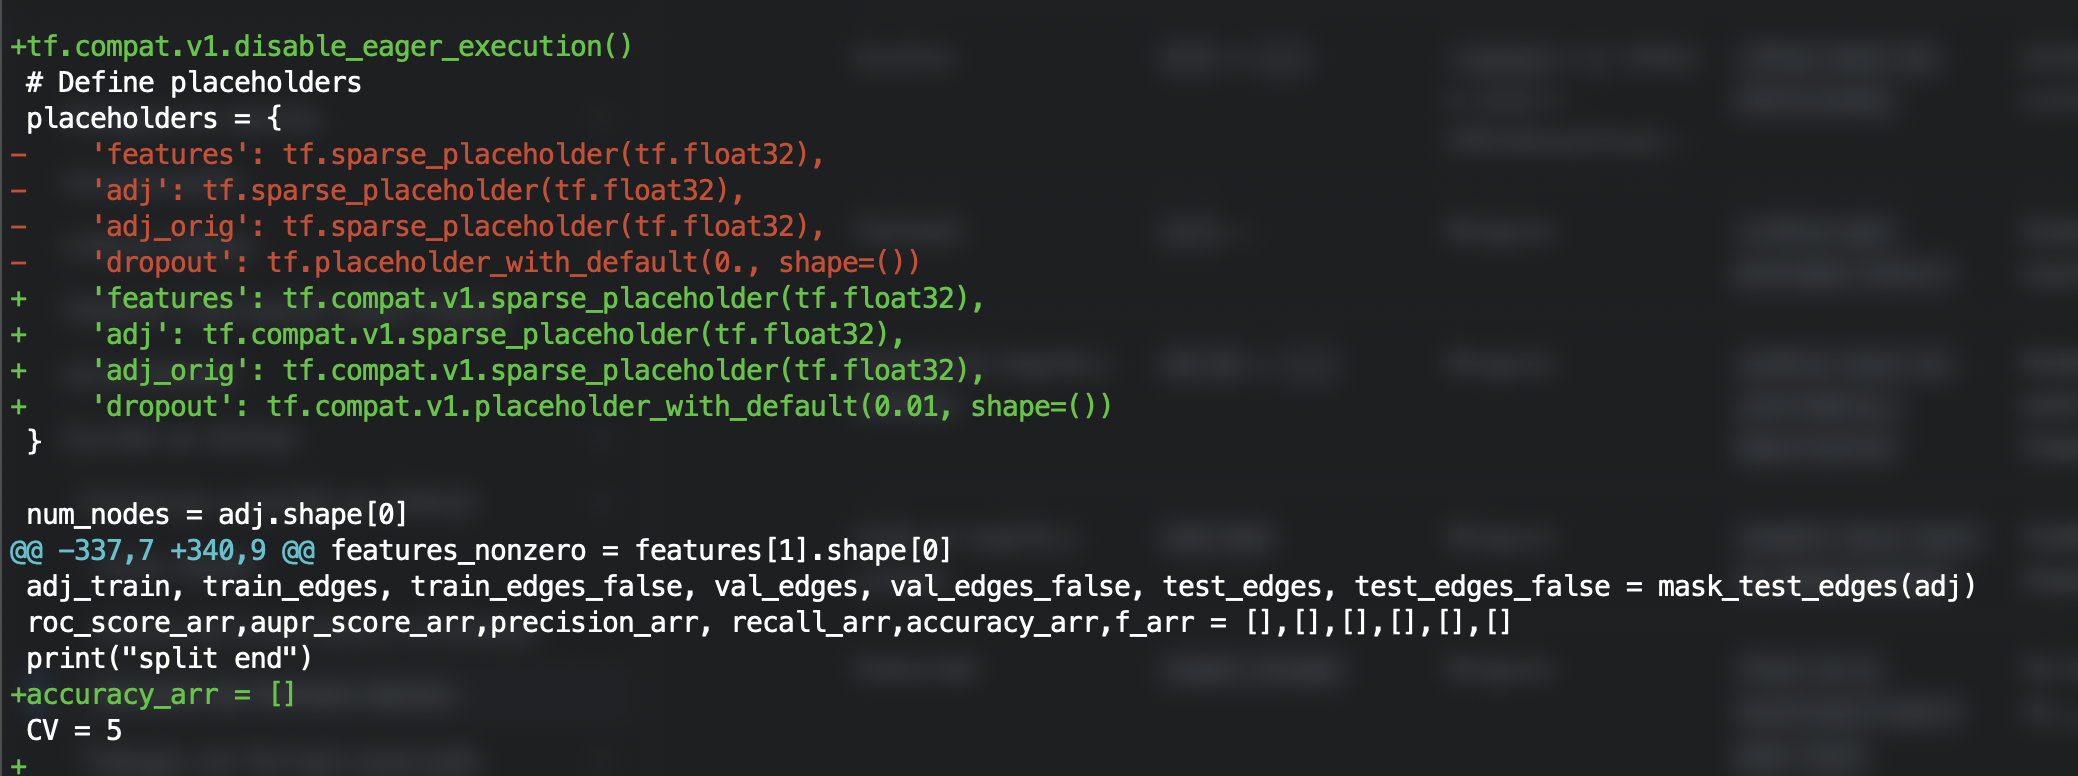 +tf.compat.v1.disable_eager_execution()
 # Define placeholders
 placeholders = {
-    'features': tf.sparse_placeholder(tf.float32),
-    'adj': tf.sparse_placeholder(tf.float32),
-    'adj_orig': tf.sparse_placeholder(tf.float32),
-    'dropout': tf.placeholder_with_default(0., shape=())
+    'features': tf.compat.v1.sparse_placeholder(tf.float32),
+    'adj': tf.compat.v1.sparse_placeholder(tf.float32),
+    'adj_orig': tf.compat.v1.sparse_placeholder(tf.float32),
+    'dropout': tf.compat.v1.placeholder_with_default(0.01, shape=())
 }
 num_nodes = adj.shape[0]
@@ -337,7 +340,9 @@ features_nonzero = features[1].shape[0]
 adj_train, train_edges, train_edges_false, val_edges, val_edges_false, test_edges, test_edges_false = mask_test_edges(adj)
 roc_score_arr,aupr_score_arr,precision_arr, recall_arr,accuracy_arr,f_arr = [],[],[],[],[],[]
 print("split end")
+accuracy_arr = []
 CV = 5
+